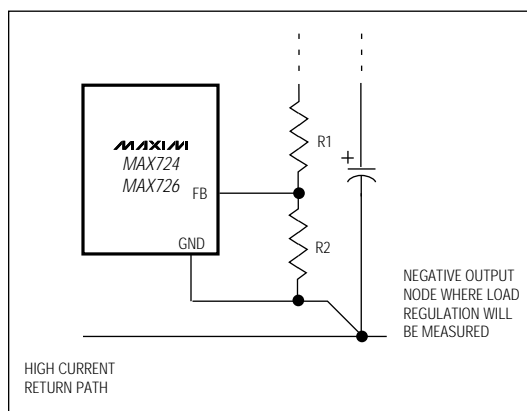 R1
+
MAXIM
MAX724
MAX726
FB
R2
GND
NEGATIVE OUTPUT
NODE WHERE LOAD
REGULATION WILL
BE MEASURED
HIGH CURRENT
RETURN PATH